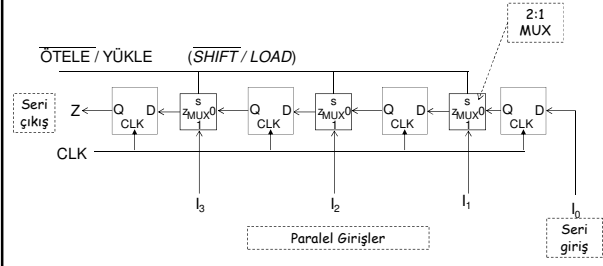 2:1
MUX
ÖTELE / YÜKLE (SHIFT / LOAD)
Seri
çıkış
Z
Q D
CLK
s
z MUX 0
1
Q D
CLK
s
z MUX 0
1
Q D
CLK
s
z MUX 0
1
Q D
CLK
CLK
I3
I2
I1
I0
Paralel Girişler
Seri
giriş